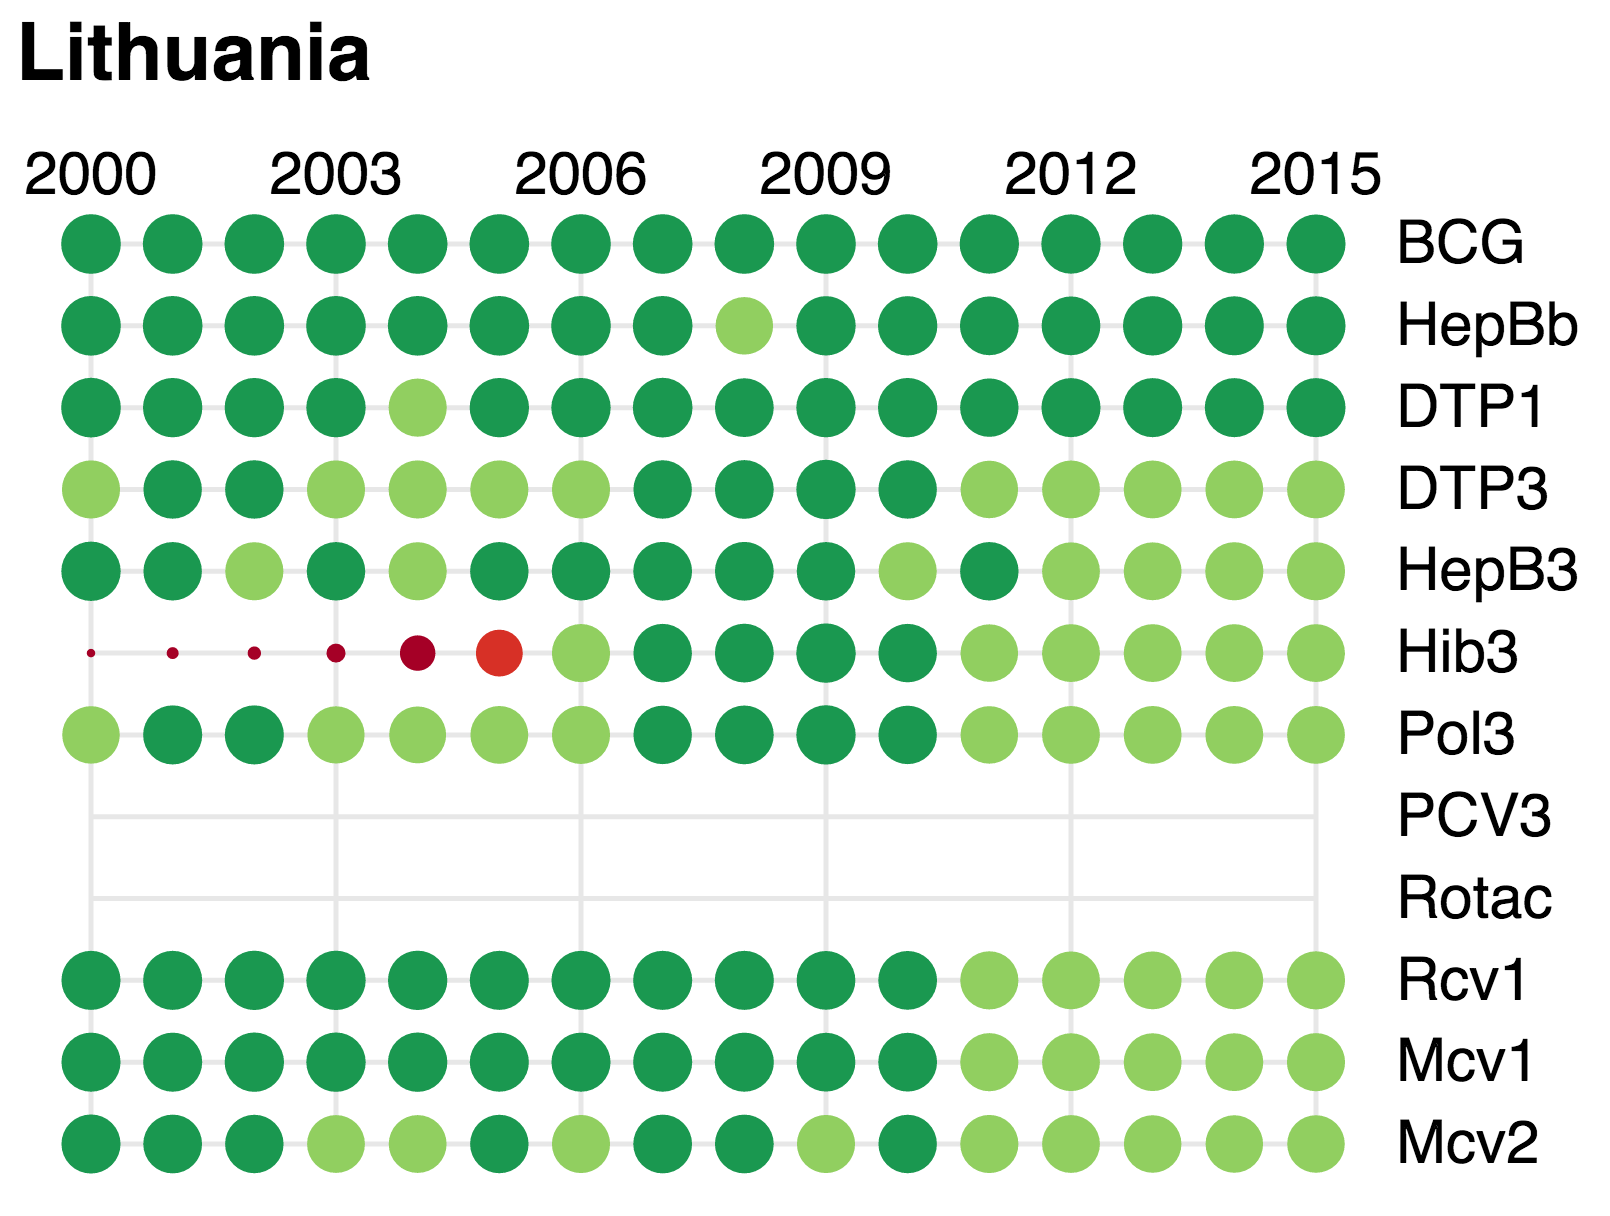 Lithuania
2000 2003 2006 2009 2012 2015
BCG
HepBb
DTP1
DTP3
HepB3
Hib3
Pol3
PCV3
Rotac
Rcv1
Mcv1
Mcv2